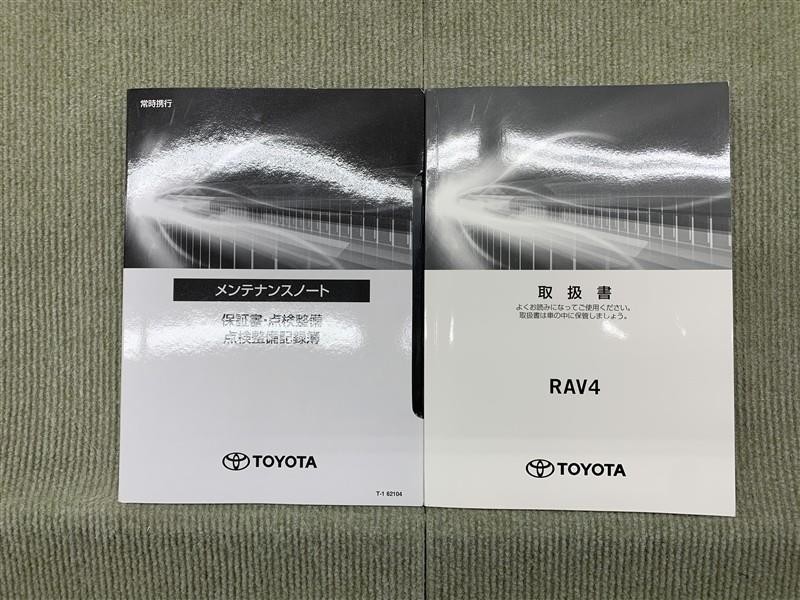 常時携行
メンテナンスノート
保証書・点検整備
点検整備記録簿
TOYOTA
T-1 62104
取扱書
よくお読みになってご使用ください。
取扱書は車の中に保管しましょう。
RAV4
TOYOTA